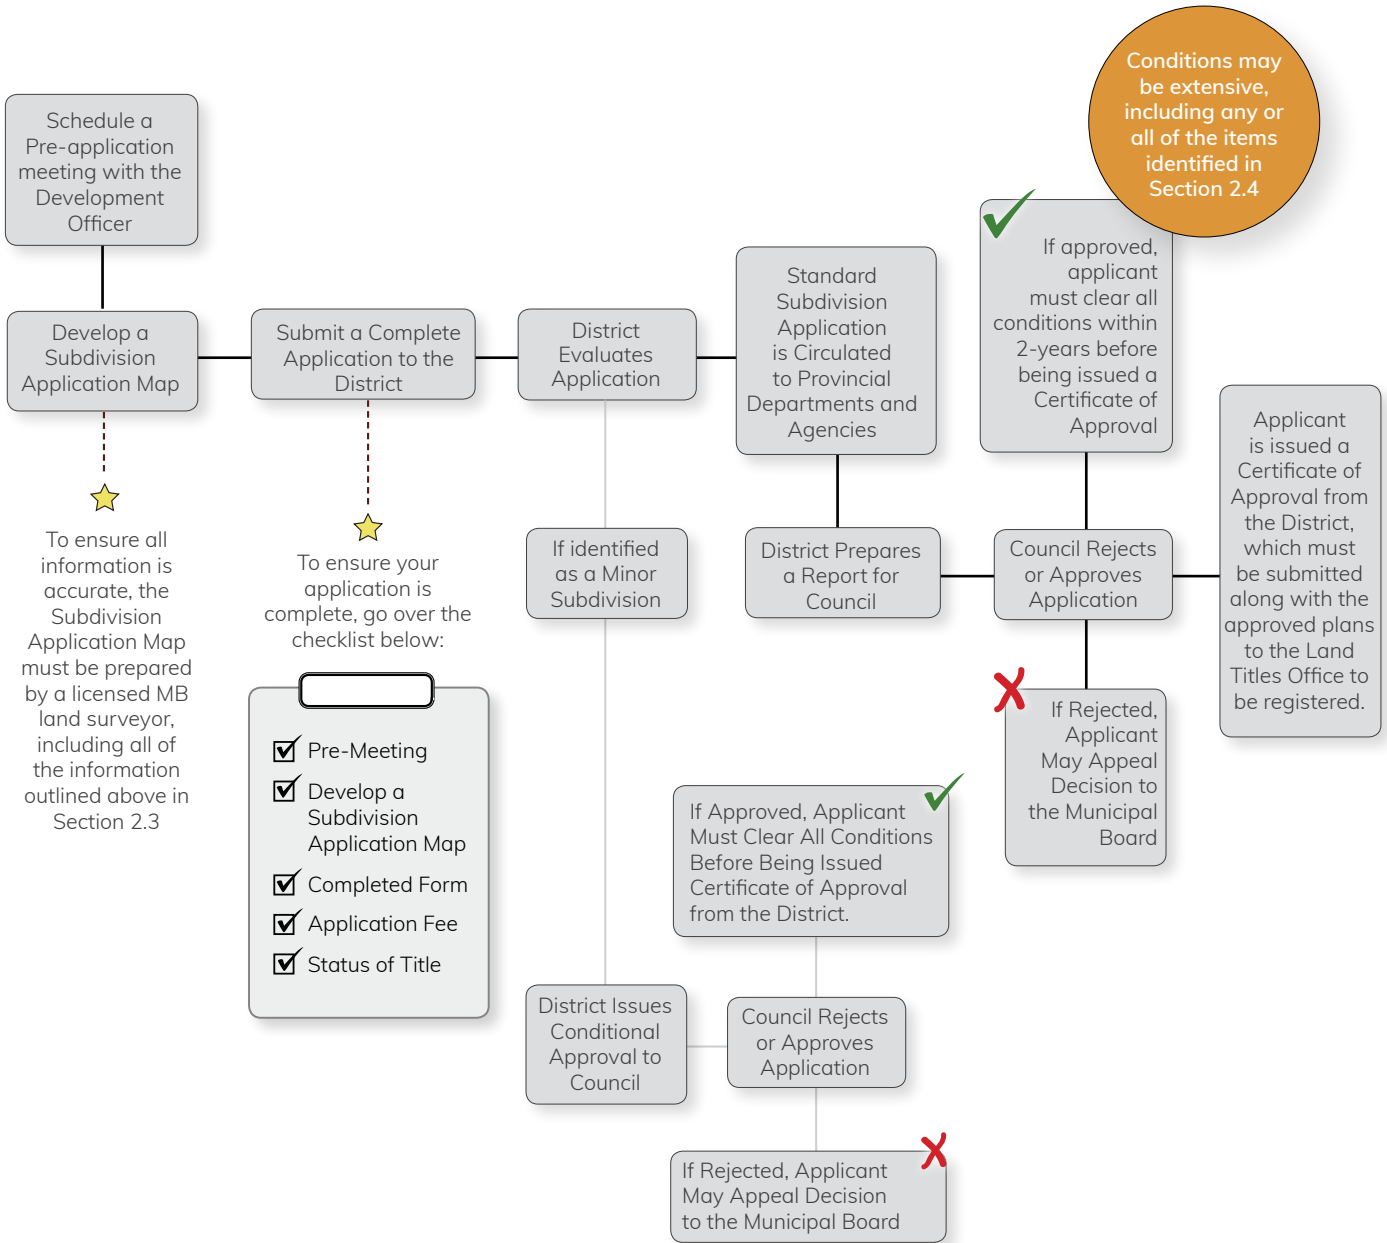 Schedule a
Pre-application
meeting with the
Development
Officer
Develop a
Subdivision
Application Map
To ensure all
information is
accurate, the
Subdivision
Application Map
must be prepared
by a licensed MB
land surveyor,
including all of
the information
outlined above in
Section 2.3
Submit a Complete
Application to the
District
To ensure your
application is
complete, go over the
checklist below:
Pre-Meeting
Develop a
Subdivision
Application Map
Completed Form
Application Fee
Status of Title
District
Evaluates
Application
If identified
as a Minor
Subdivision
District Issues
Conditional
Approval to
Council
Council Rejects
or Approves
Application
If Approved, Applicant
Must Clear All Conditions
Before Being Issued
Certificate of Approval
from the District.
If Rejected, Applicant
May Appeal Decision
to the Municipal Board
Standard
Subdivision
Application
is Circulated
to Provincial
Departments and
Agencies
District Prepares
a Report for
Council
Council Rejects
or Approves
Application
Conditions may
be extensive,
including any or
all of the items
identified in
Section 2.4
If approved,
applicant
must clear all
conditions within
2-years before
being issued a
Certificate of
Approval
If Rejected,
Applicant
May Appeal
Decision to
the Municipal
Board
Applicant
is issued a
Certificate of
Approval from
the District,
which must
be submitted
along with the
approved plans
to the Land
Titles Office to
be registered.